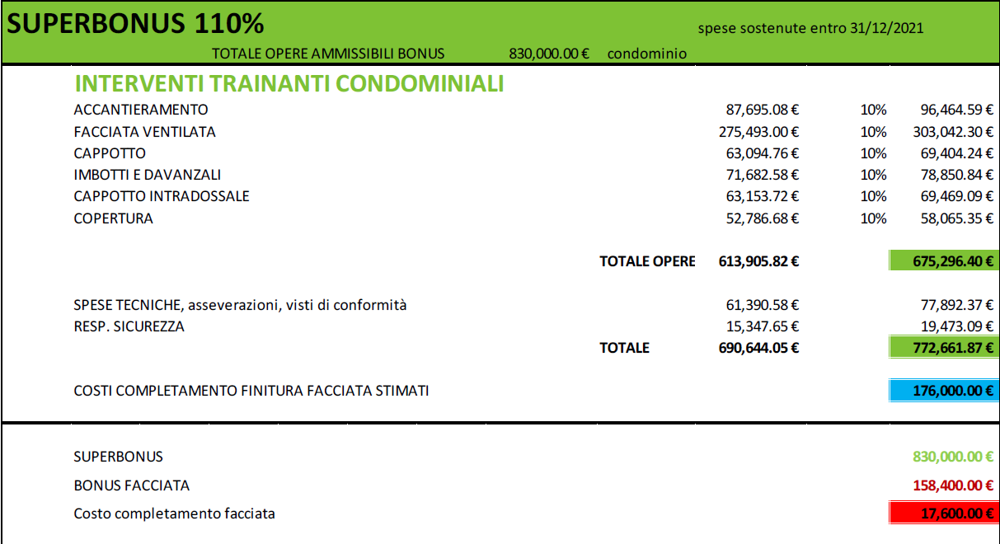 SUPERBONUS 110%
spese sostenute entro 31/12/2021
TOTALE OPERE AMMISSIBILI BONUS 830,000.00 € condominio
INTERVENTI TRAINANTI CONDOMINIALI
ACCANTIERAMENTO 87,695.08 € 10% 96,464.59 €
FACCIATA VENTILATA 275,493.00 € 10% 303,042.30 €
CAPPOTTO 63,094.76 € 10% 69,404.24 €
IMBOTTI E DAVANZALI 71,682.58 € 10% 78,850.84 €
CAPPOTTO INTRADOSSALE 63,153.72 € 10% 69,469.09 €
COPERTURA 52,786.68 € 10% 58,065.35 €
TOTALE OPERE 613,905.82 € 675,296.40 €
SPESE TECNICHE, asseverazioni, visti di conformità 61,390.58 € 77,892.37 €
RESP. SICUREZZA 15,347.65 € 19,473.09 €
TOTALE 690,644.05 € 772,661.87 €
COSTI COMPLETAMENTO FINITURA FACCIATA STIMATI 176,000.00 €
SUPERBONUS 830,000.00 €
BONUS FACCIATA 158,400.00 €
Costo completamento facciata 17,600.00 €